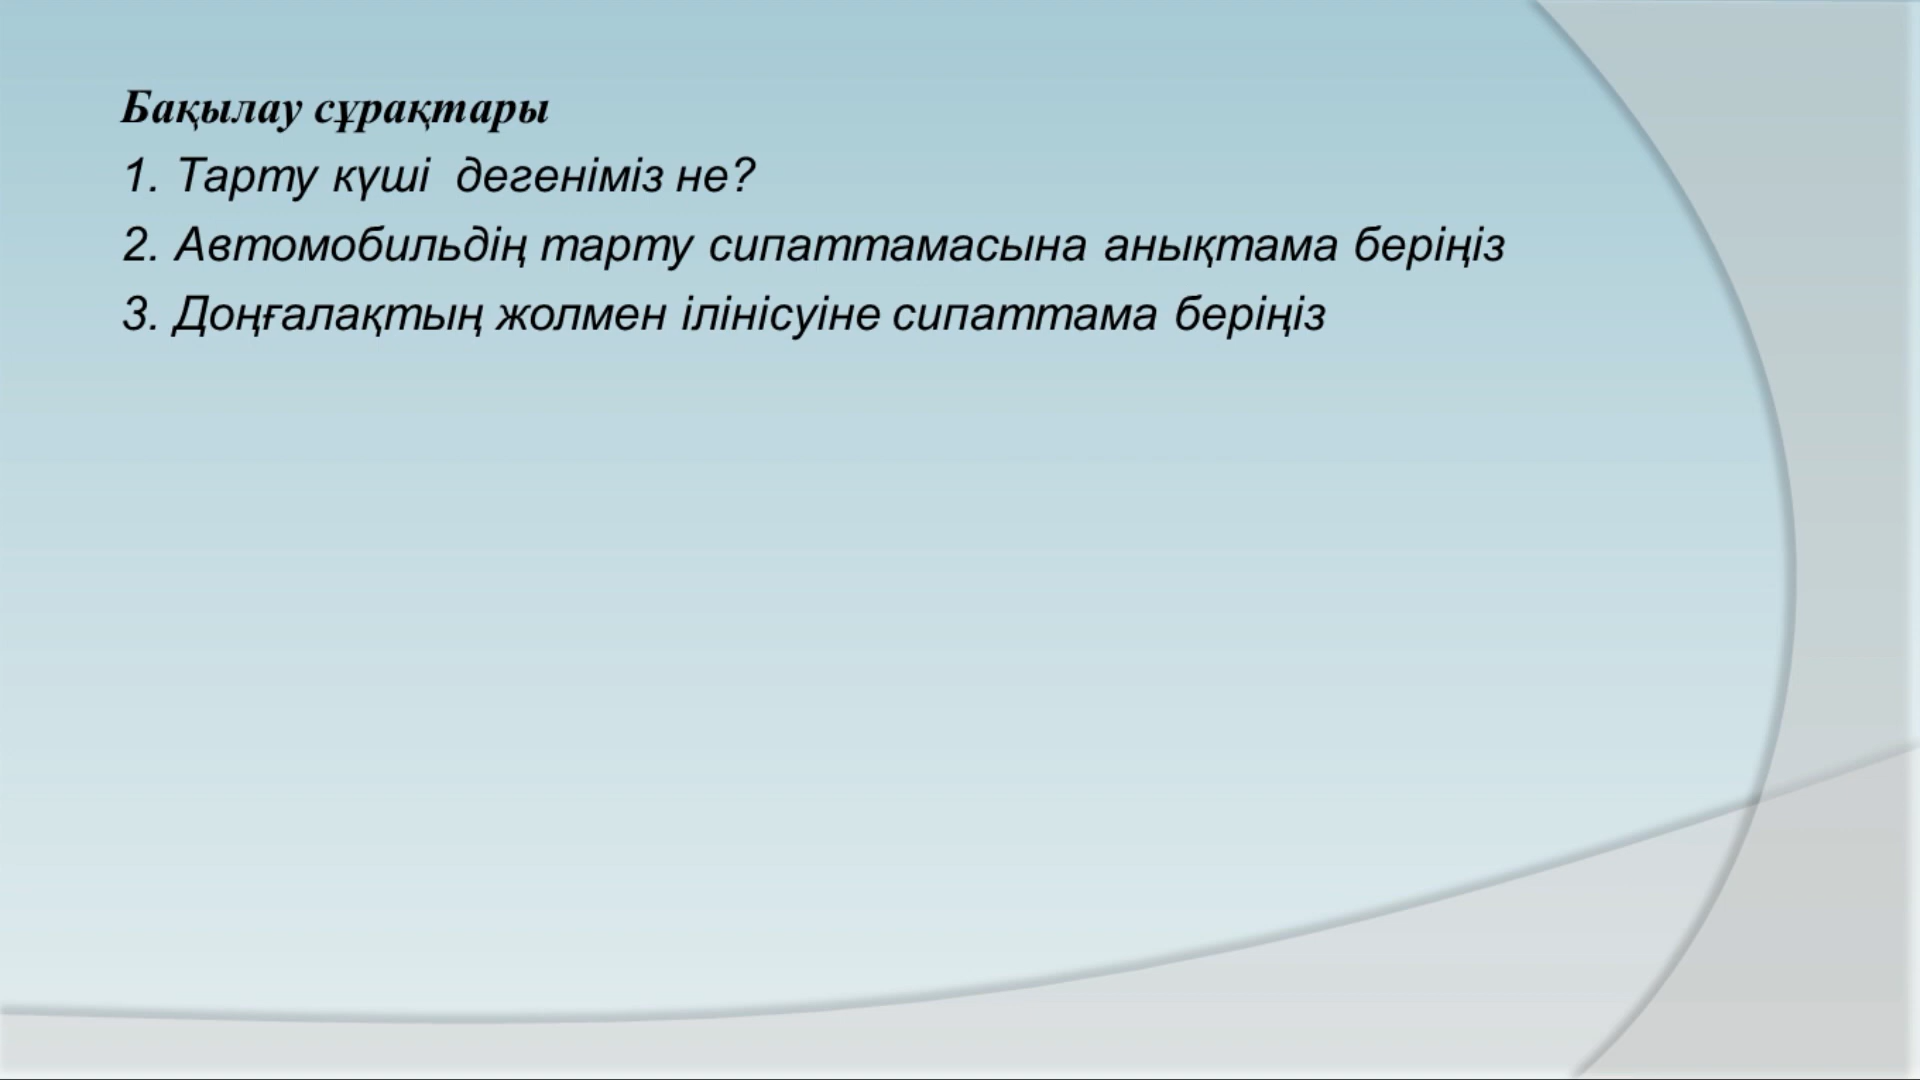 Бақылау сұрақтары
1. Тарту күші  дегеніміз не?
2. Автомобильдің тарту сипаттамасына анықтама беріңіз
3. Доңғалақтың жолмен ілінісуіне сипаттама беріңіз